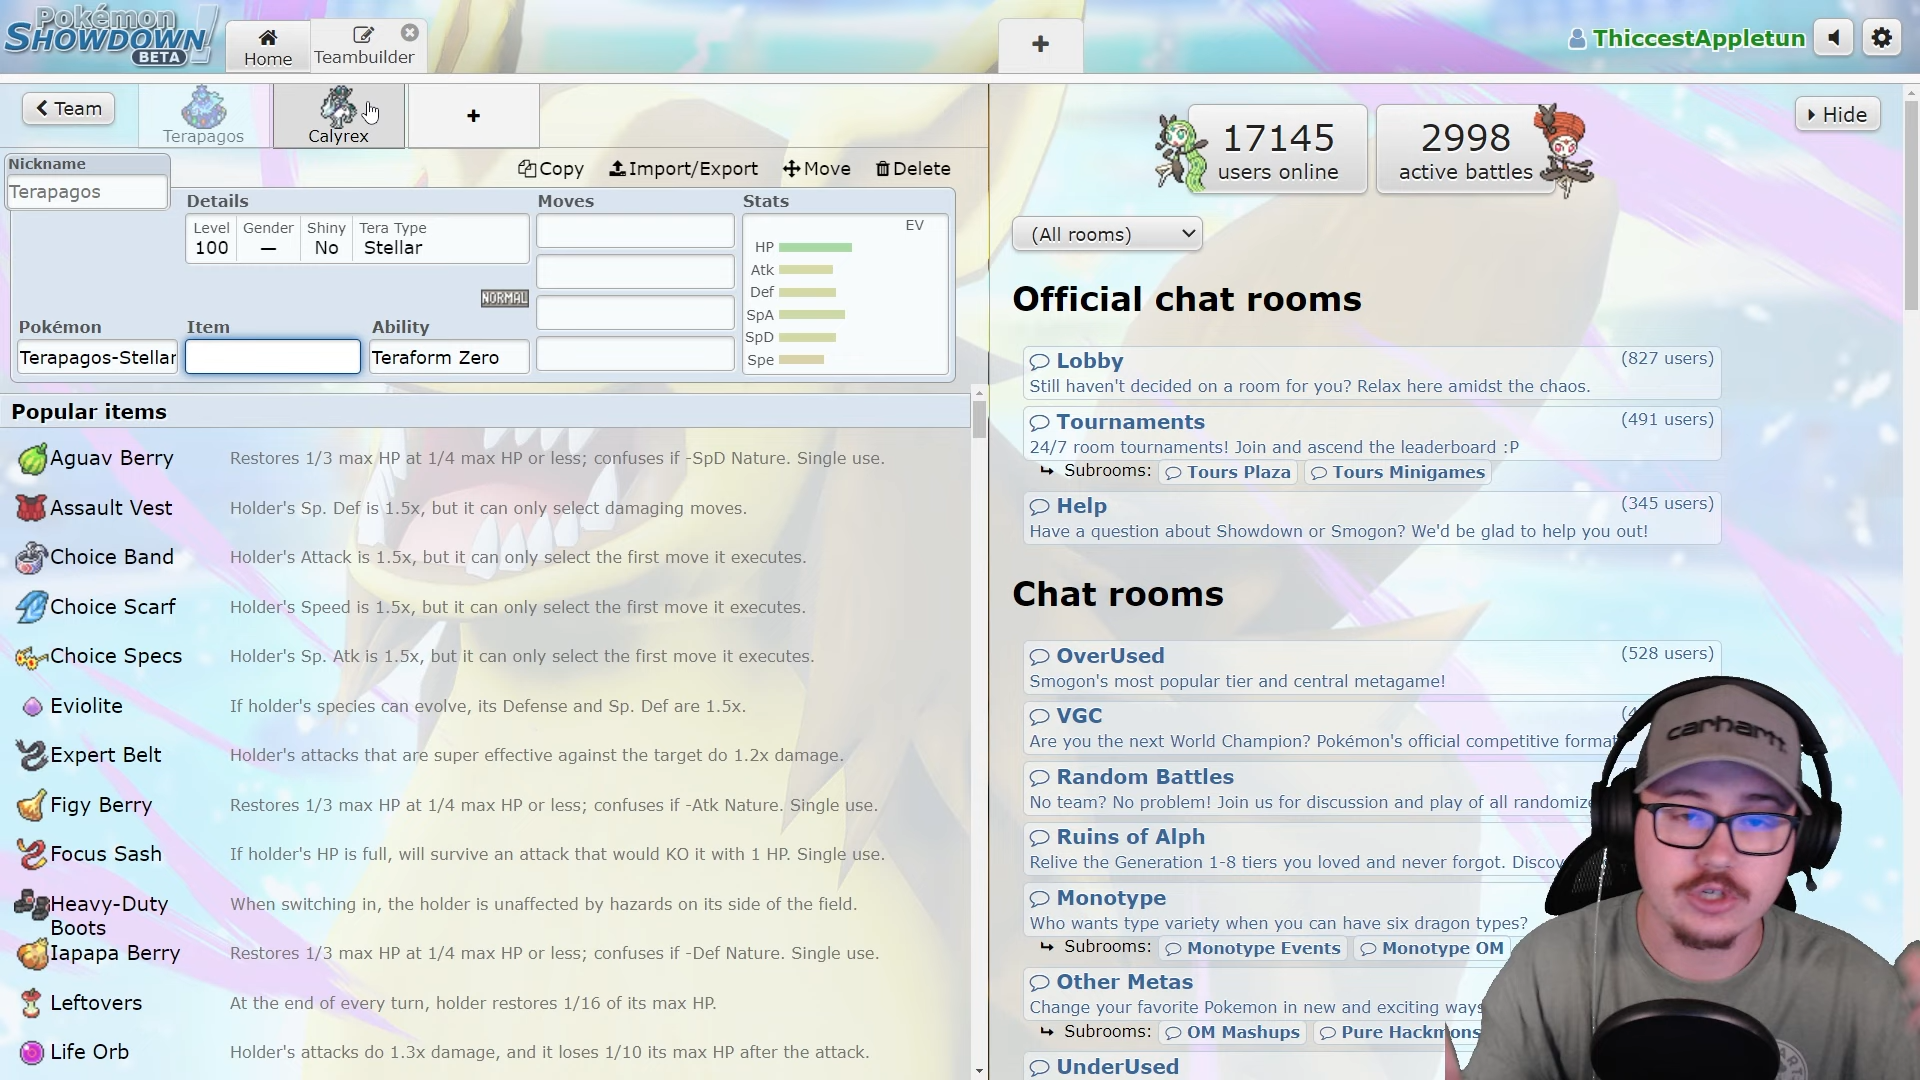 Pokémon
SHOWDOWN!
BETA
Home
Teambuilder
+
ThiccestAppletun
Team
Terapagos
Calyrex
+
Nickname
Terapagos
Copy
Import/Export
Move
Delete
Details
Level
100
Gender
—
Shiny
No
Tera Type
Stellar
NORMAL
Pokémon
Terapagos-Stellar
Item
Ability
Teraform Zero
Moves
Stats
EV
HP
Atk
Def
SpA
SpD
Spe
Popular items
Aguav Berry Restores 1/3 max HP at 1/4 max HP or less; confuses if -SpD Nature. Single use.
Assault Vest Holder's Sp. Def is 1.5x, but it can only select damaging moves.
Choice Band Holder's Attack is 1.5x, but it can only select the first move it executes.
Choice Scarf Holder's Speed is 1.5x, but it can only select the first move it executes.
Choice Specs Holder's Sp. Atk is 1.5x, but it can only select the first move it executes.
Eviolite If holder's species can evolve, its Defense and Sp. Def are 1.5x.
Expert Belt Holder's attacks that are super effective against the target do 1.2x damage.
Figy Berry Restores 1/3 max HP at 1/4 max HP or less; confuses if -Atk Nature. Single use.
Focus Sash If holder's HP is full, will survive an attack that would KO it with 1 HP. Single use.
Heavy-Duty Boots When switching in, the holder is unaffected by hazards on its side of the field.
Iapapa Berry Restores 1/3 max HP at 1/4 max HP or less; confuses if -Def Nature. Single use.
Leftovers At the end of every turn, holder restores 1/16 of its max HP.
Life Orb Holder's attacks do 1.3x damage, and it loses 1/10 its max HP after the attack.
17145
users online
2998
active battles
Hide
(All rooms)
Official chat rooms
Lobby (827 users)
Still haven't decided on a room for you? Relax here amidst the chaos.
Tournaments (491 users)
24/7 room tournaments! Join and ascend the leaderboard :P
Subrooms: Tours Plaza Tours Minigames
Help (345 users)
Have a question about Showdown or Smogon? We'd be glad to help you out!
Chat rooms
OverUsed (528 users)
Smogon's most popular tier and central metagame!
VGC
Are you the next World Champion? Pokémon's official competitive format
Random Battles
No team? No problem! Join us for discussion and play of all randomize
Ruins of Alph
Relive the Generation 1-8 tiers you loved and never forgot. Discov
Monotype
Who wants type variety when you can have six dragon types?
Subrooms: Monotype Events Monotype OM
Other Metas
Change your favorite Pokemon in new and exciting ways
Subrooms: OM Mashups Pure Hackmons
UnderUsed
carhartt